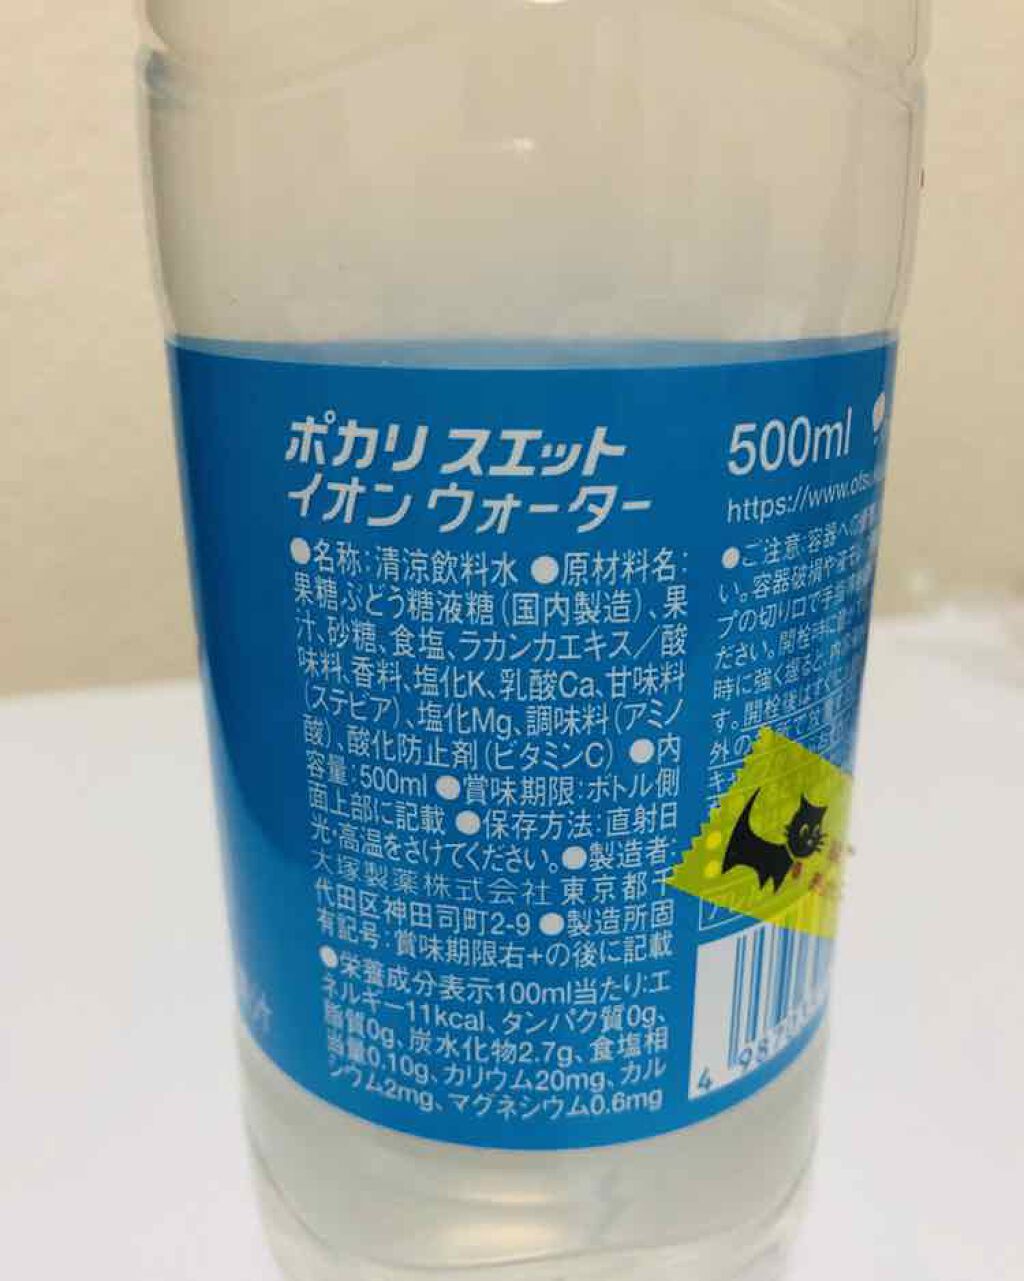 ポカリ スエット
イオン ウォーター
●名称:清涼飲料水 ●原材料名:
果糖ぶどう糖液糖(国内製造)、果
汁、砂糖、食塩、ラカンカエキス/酸
味料、香料、塩化K、乳酸Ca、甘味料
(ステビア)、塩化Mg、調味料(アミノ
酸)、酸化防止剤(ビタミンC) ●内
容量:500ml ●賞味期限:ボトル側
面上部に記載 ●保存方法:直射日
光・高温をさけてください。●製造者:
大塚製薬株式会社 東京都千
代田区神田司町2-9 ●製造所固
有記号:賞味期限右+の後に記載
●栄養成分表示100ml当たり:エ
ネルギー11kcal、タンパク質0g、
脂質0g、炭水化物2.7g、食塩相
当量0.10g、カリウム20mg、カル
シウム2mg、マグネシウム0.6mg
500ml
https://www.
●ご注意:容器への
い。容器破損や
プの切り口で手
ださい。開栓時に
時に強く握ると、
す。開栓後はすぐに
外の
4 987